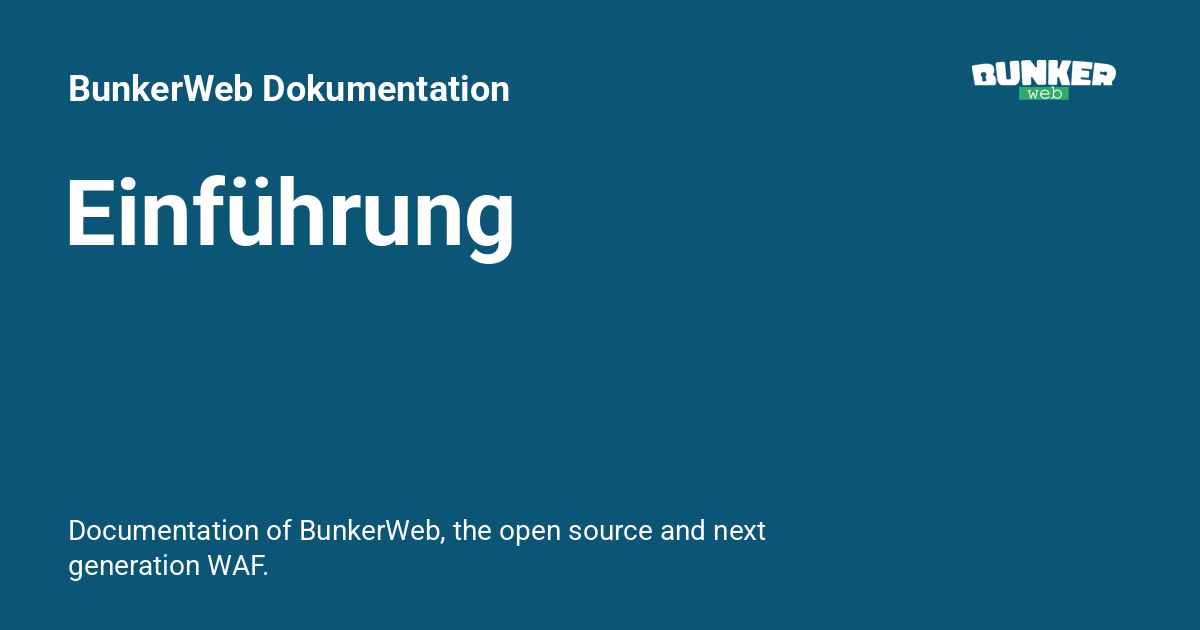 BunkerWeb Dokumentation
BUNKER
web
Einführung
Documentation of BunkerWeb, the open source and next
generation WAF.